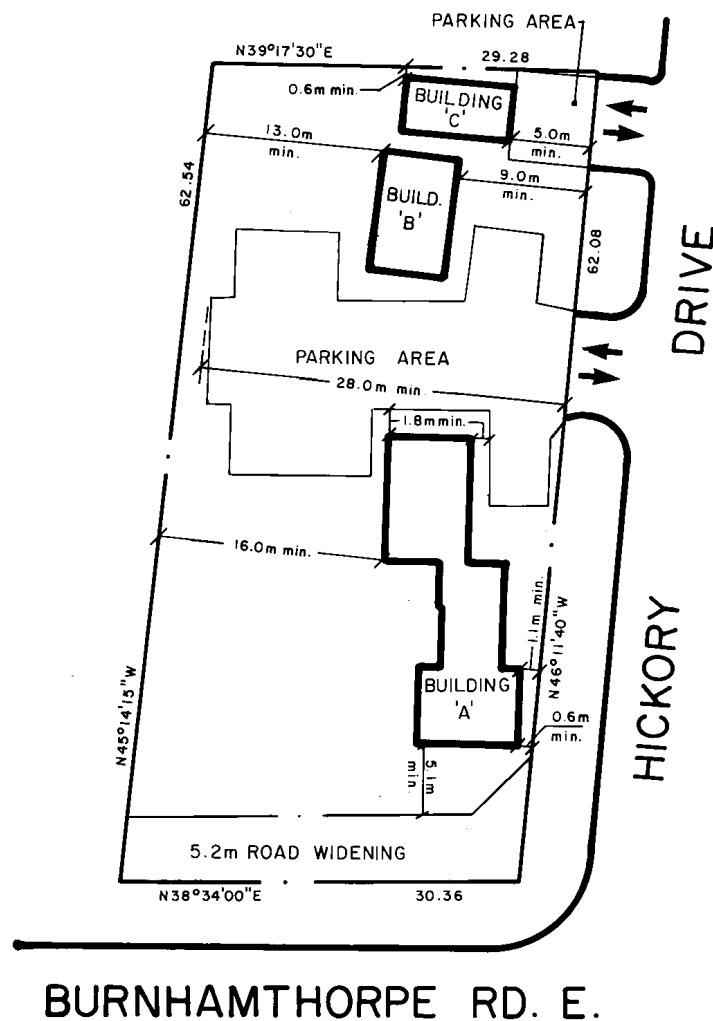 PARKING AREA
N39°17'30"E
29.28
0.6m min.
BUILDING
'C'
13.0m
min.
5.0m
min.
62.54
BUILD.
'B'
9.0m
min.
62.08
DRIVE
PARKING AREA
28.0m min.
1.8m min.
16.0m min.
1.1m min.
N46°11'40"W
HICKORY
BUILDING
'A'
0.6m
min.
N45°14'15"W
5.1m
min.
5.2m ROAD WIDENING
N38°34'00"E
30.36
BURNHAMTHORPE RD. E.